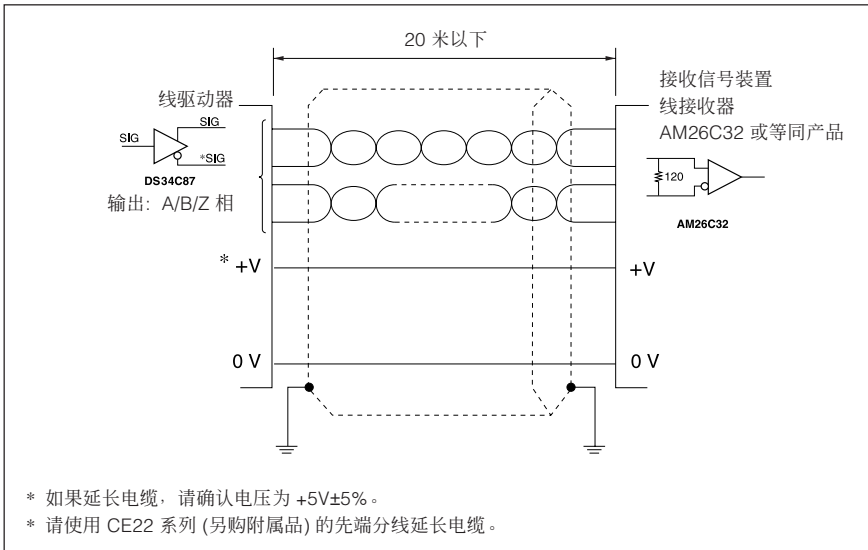 20 米以下
接收信号装置
线驱动器
线接收器
SIG
AM26C32 或等同产品
SIG
*SIG
120
DS34C87
输出: A/B/Z 相
AM26C32
* +V
+V
0 V
0 V
* 如果延长电缆，请确认电压为 +5V±5%。
* 请使用 CE22 系列 (另购附属品) 的先端分线延长电缆。